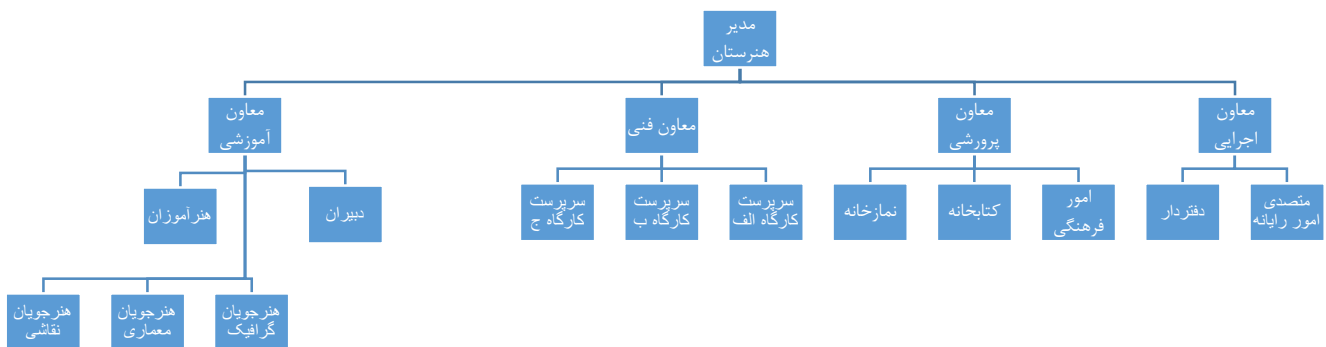 مدیر
هنرستان
معاون
اجرایی
معاون
پرورشی
معاون فنی
معاون
آموزشی
متصدی
امور رایانه
دفتردار
امور
فرهنگی
کتابخانه
نمازخانه
سرپرست
کارگاه الف
سرپرست
کارگاه ب
سرپرست
کارگاه ج
دبیران
هنرآموزان
هنرجویان
گرافیک
هنرجویان
معماری
هنرجویان
نقاشی